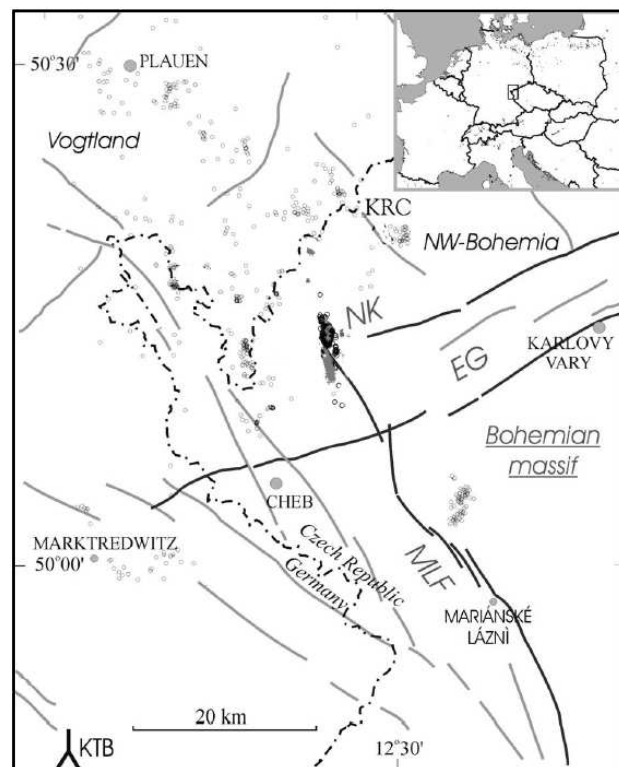 50°30'
PLAUEN
Vogtland
KRC
NW-Bohemia
NK
KARLOVY
VARY
EG
Bohemian
massif
CHEB
MARKTREDWITZ
Czech Republic
Germany
50°00'
MLF
MARIÁNSKÉ
LÁZNÌ
20 km
12°30'
KTB